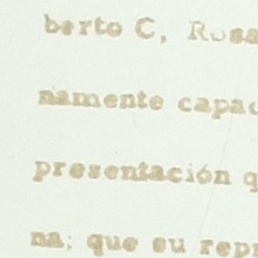 berto C. Rosa
namente capac
presentación q
na; que su repr